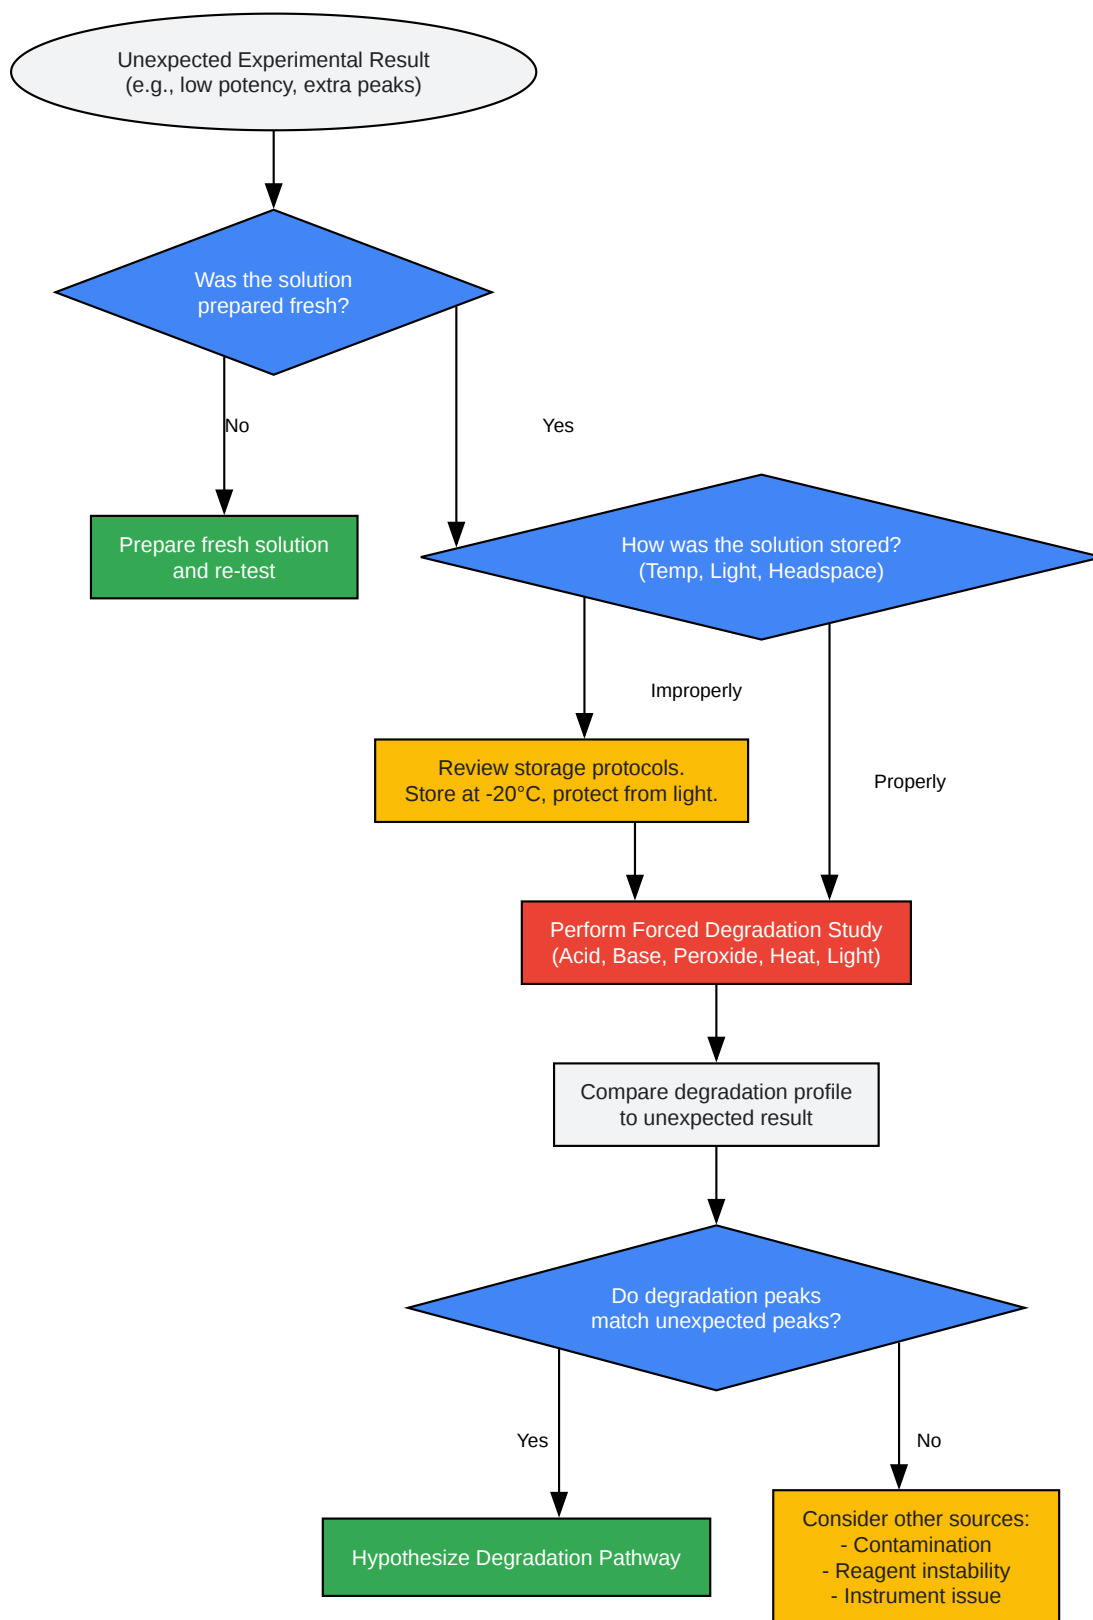 Unexpected Experimental Result
(e.g., low potency, extra peaks)
Was the solution
prepared fresh?
No
Yes
Prepare fresh solution
and re-test
How was the solution stored?
(Temp, Light, Headspace)
Improperly
Review storage protocols.
Store at -20°C, protect from light.
Properly
Perform Forced Degradation Study
(Acid, Base, Peroxide, Heat, Light)
Compare degradation profile
to unexpected result
Do degradation peaks
match unexpected peaks?
Yes
No
Hypothesize Degradation Pathway
Consider other sources:
- Contamination
- Reagent instability
- Instrument issue